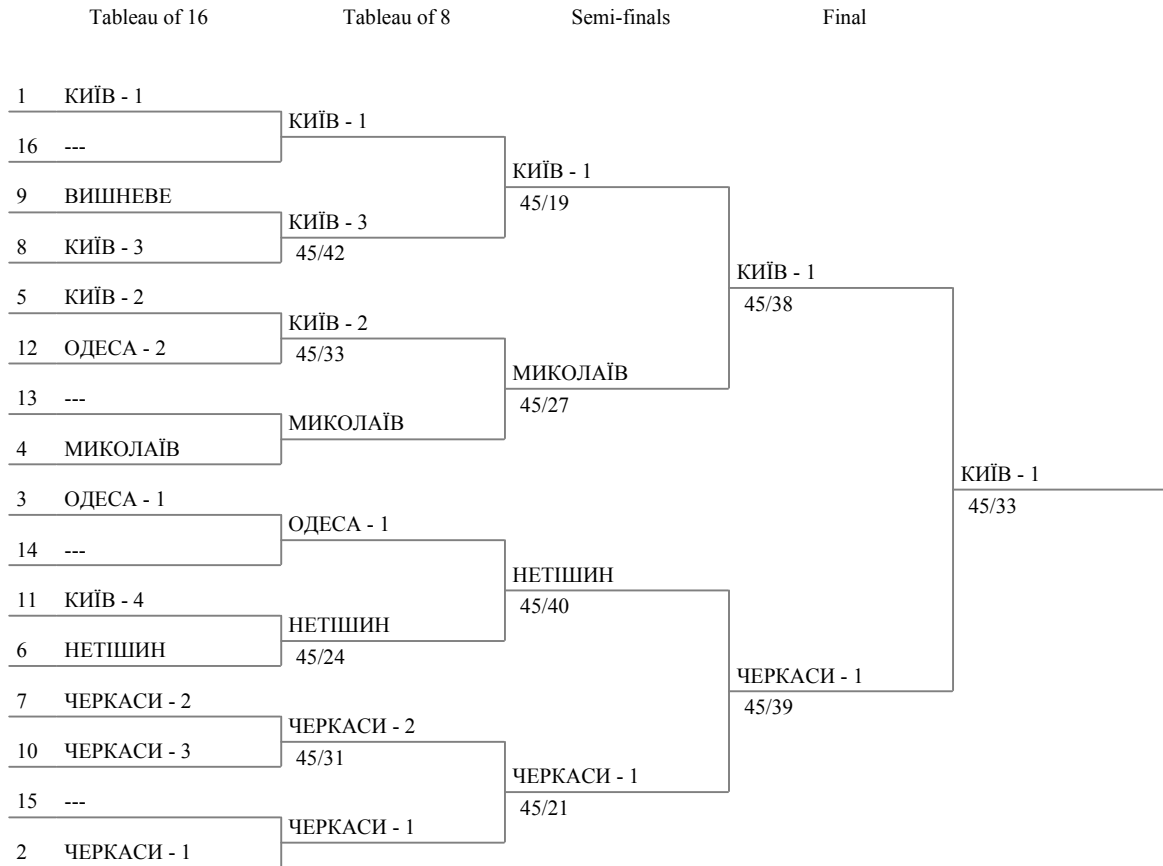 Tableau of 16 Tableau of 8 Semi-finals Final
1 КИЇВ - 1
КИЇВ - 1
16 ---
КИЇВ - 1
9 ВИШНЕВЕ
45/19
КИЇВ - 3
8 КИЇВ - 3
45/42
КИЇВ - 1
5 КИЇВ - 2
45/38
КИЇВ - 2
12 ОДЕСА - 2
45/33
МИКОЛАЇВ
13 ---
45/27
МИКОЛАЇВ
4 МИКОЛАЇВ
КИЇВ - 1
3 ОДЕСА - 1
45/33
ОДЕСА - 1
14 ---
НЕТІШИН
11 КИЇВ - 4
45/40
НЕТІШИН
6 НЕТІШИН
45/24
ЧЕРКАСИ - 1
7 ЧЕРКАСИ - 2
45/39
ЧЕРКАСИ - 2
10 ЧЕРКАСИ - 3
45/31
ЧЕРКАСИ - 1
15 ---
45/21
ЧЕРКАСИ - 1
2 ЧЕРКАСИ - 1